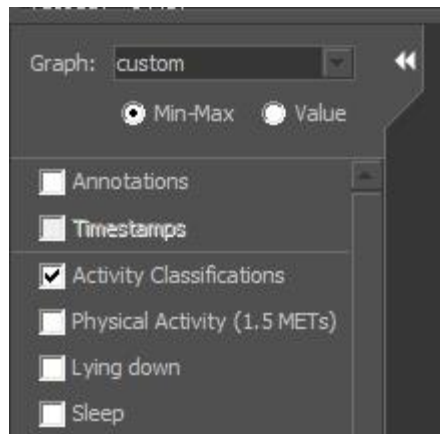 Graph: custom
Min-Max Value
Annotations
Timestamps
Activity Classifications
Physical Activity (1.5 METs)
Lying down
Sleep